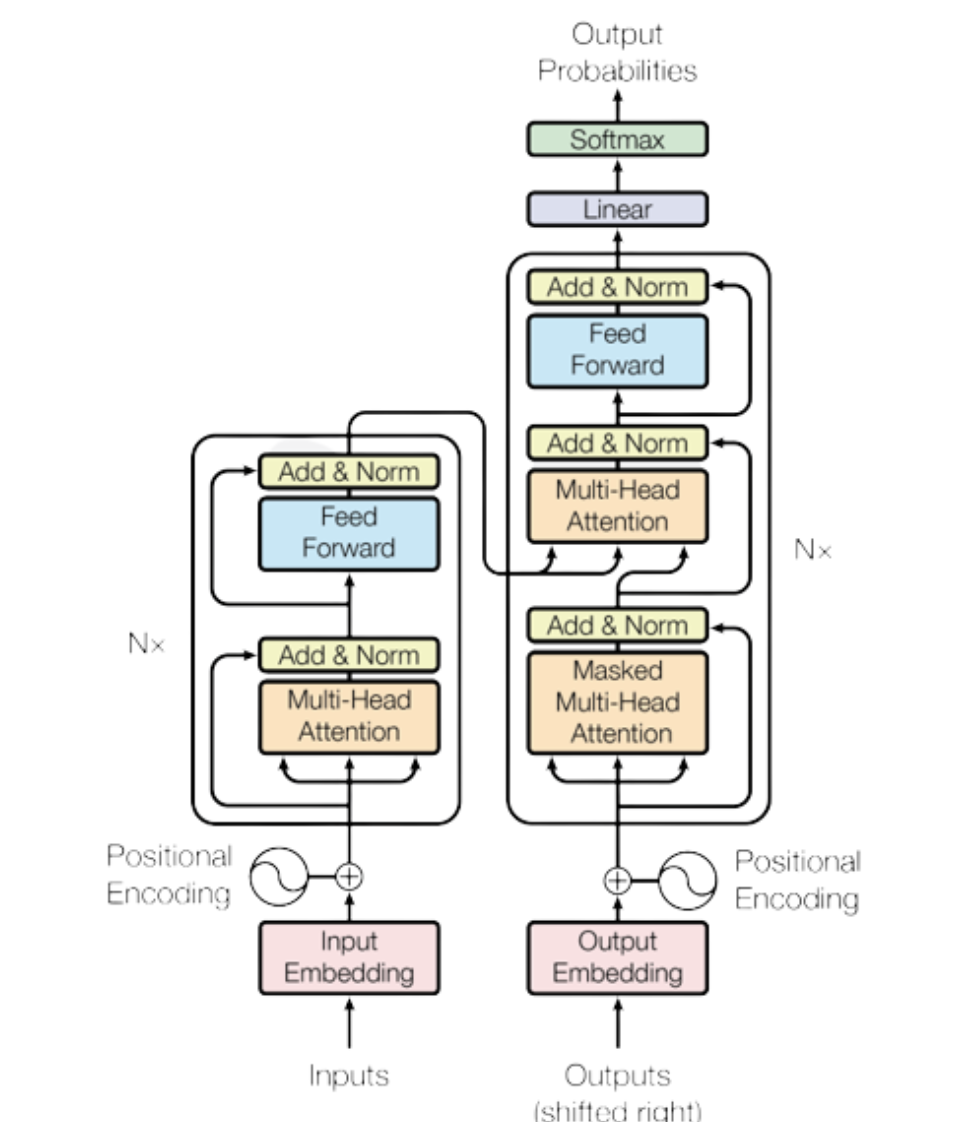 Output
Probabilities
Softmax
Linear
Add & Norm
Feed
Forward
Add & Norm
Multi-Head
Attention
Nx
Add & Norm
Masked
Multi-Head
Attention
Add & Norm
Feed
Forward
Nx
Add & Norm
Multi-Head
Attention
Positional
Encoding
Positional
Encoding
Input
Embedding
Output
Embedding
Inputs
Outputs
(shifted right)